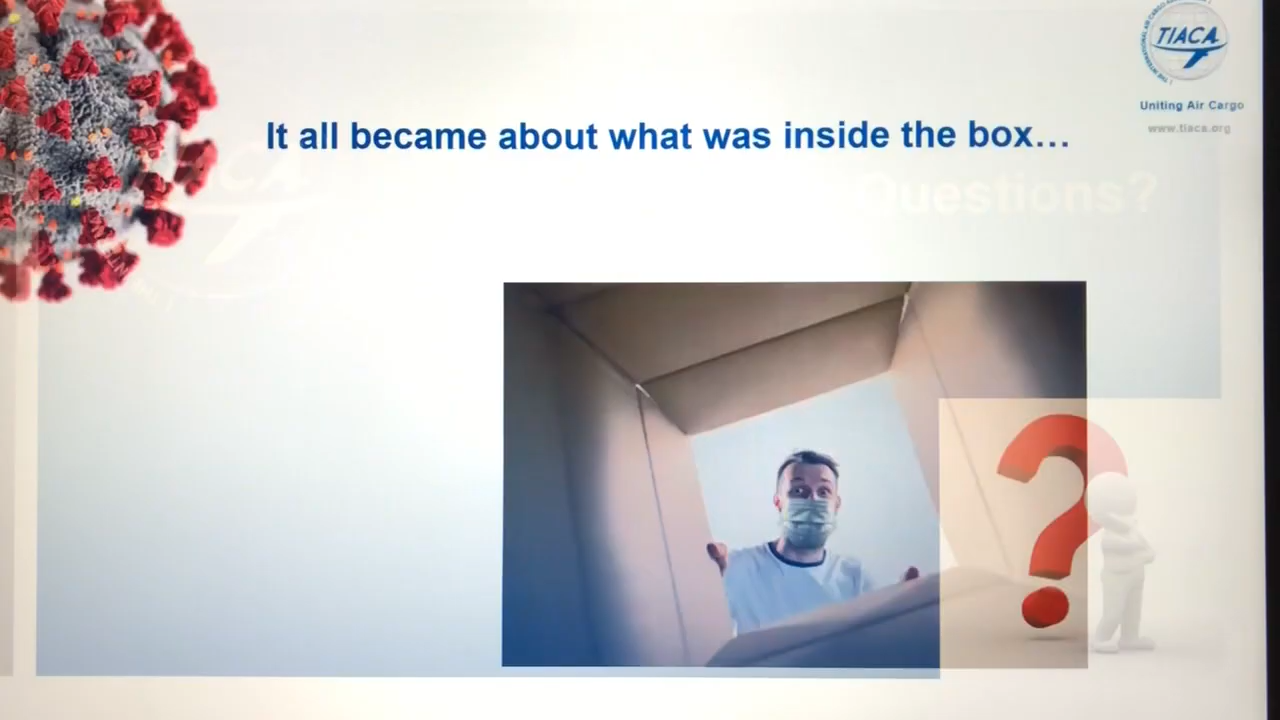 It all became about what was inside the box...
TIACA
Uniting Air Cargo
www.tiaca.org
Questions?